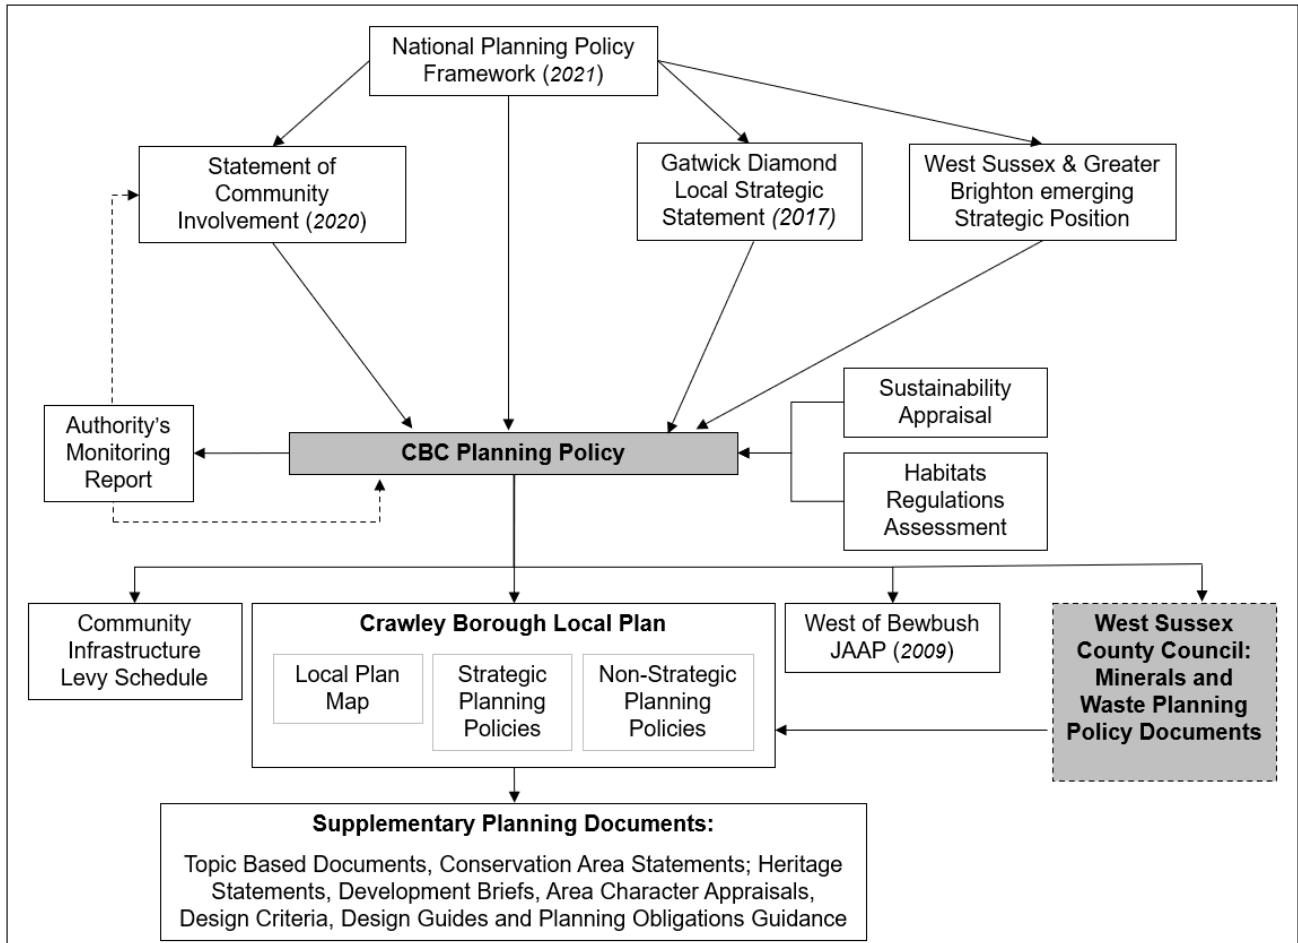 National Planning Policy
Framework (2021)
Statement of
Community
Involvement (2020)
Gatwick Diamond
Local Strategic
Statement (2017)
West Sussex & Greater
Brighton emerging
Strategic Position
Sustainability
Appraisal
Authority’s
Monitoring
Report
CBC Planning Policy
Habitats
Regulations
Assessment
Community
Infrastructure
Levy Schedule
Crawley Borough Local Plan
Local Plan
Map
Strategic
Planning
Policies
Non-Strategic
Planning
Policies
West of Bewbush
JAAP (2009)
West Sussex
County Council:
Minerals and
Waste Planning
Policy Documents
Supplementary Planning Documents:
Topic Based Documents, Conservation Area Statements; Heritage
Statements, Development Briefs, Area Character Appraisals,
Design Criteria, Design Guides and Planning Obligations Guidance